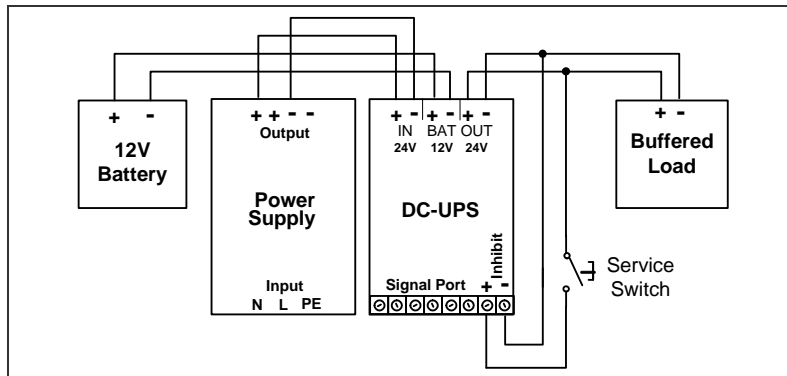 + -
12V
Battery
+ + - -
Output
Power
Supply
Input
N L PE
+ - + - + -
IN BAT OUT
24V 12V 24V
DC-UPS
Inhibit
Signal Port + -
+ -
Buffered
Load
Service
Switch